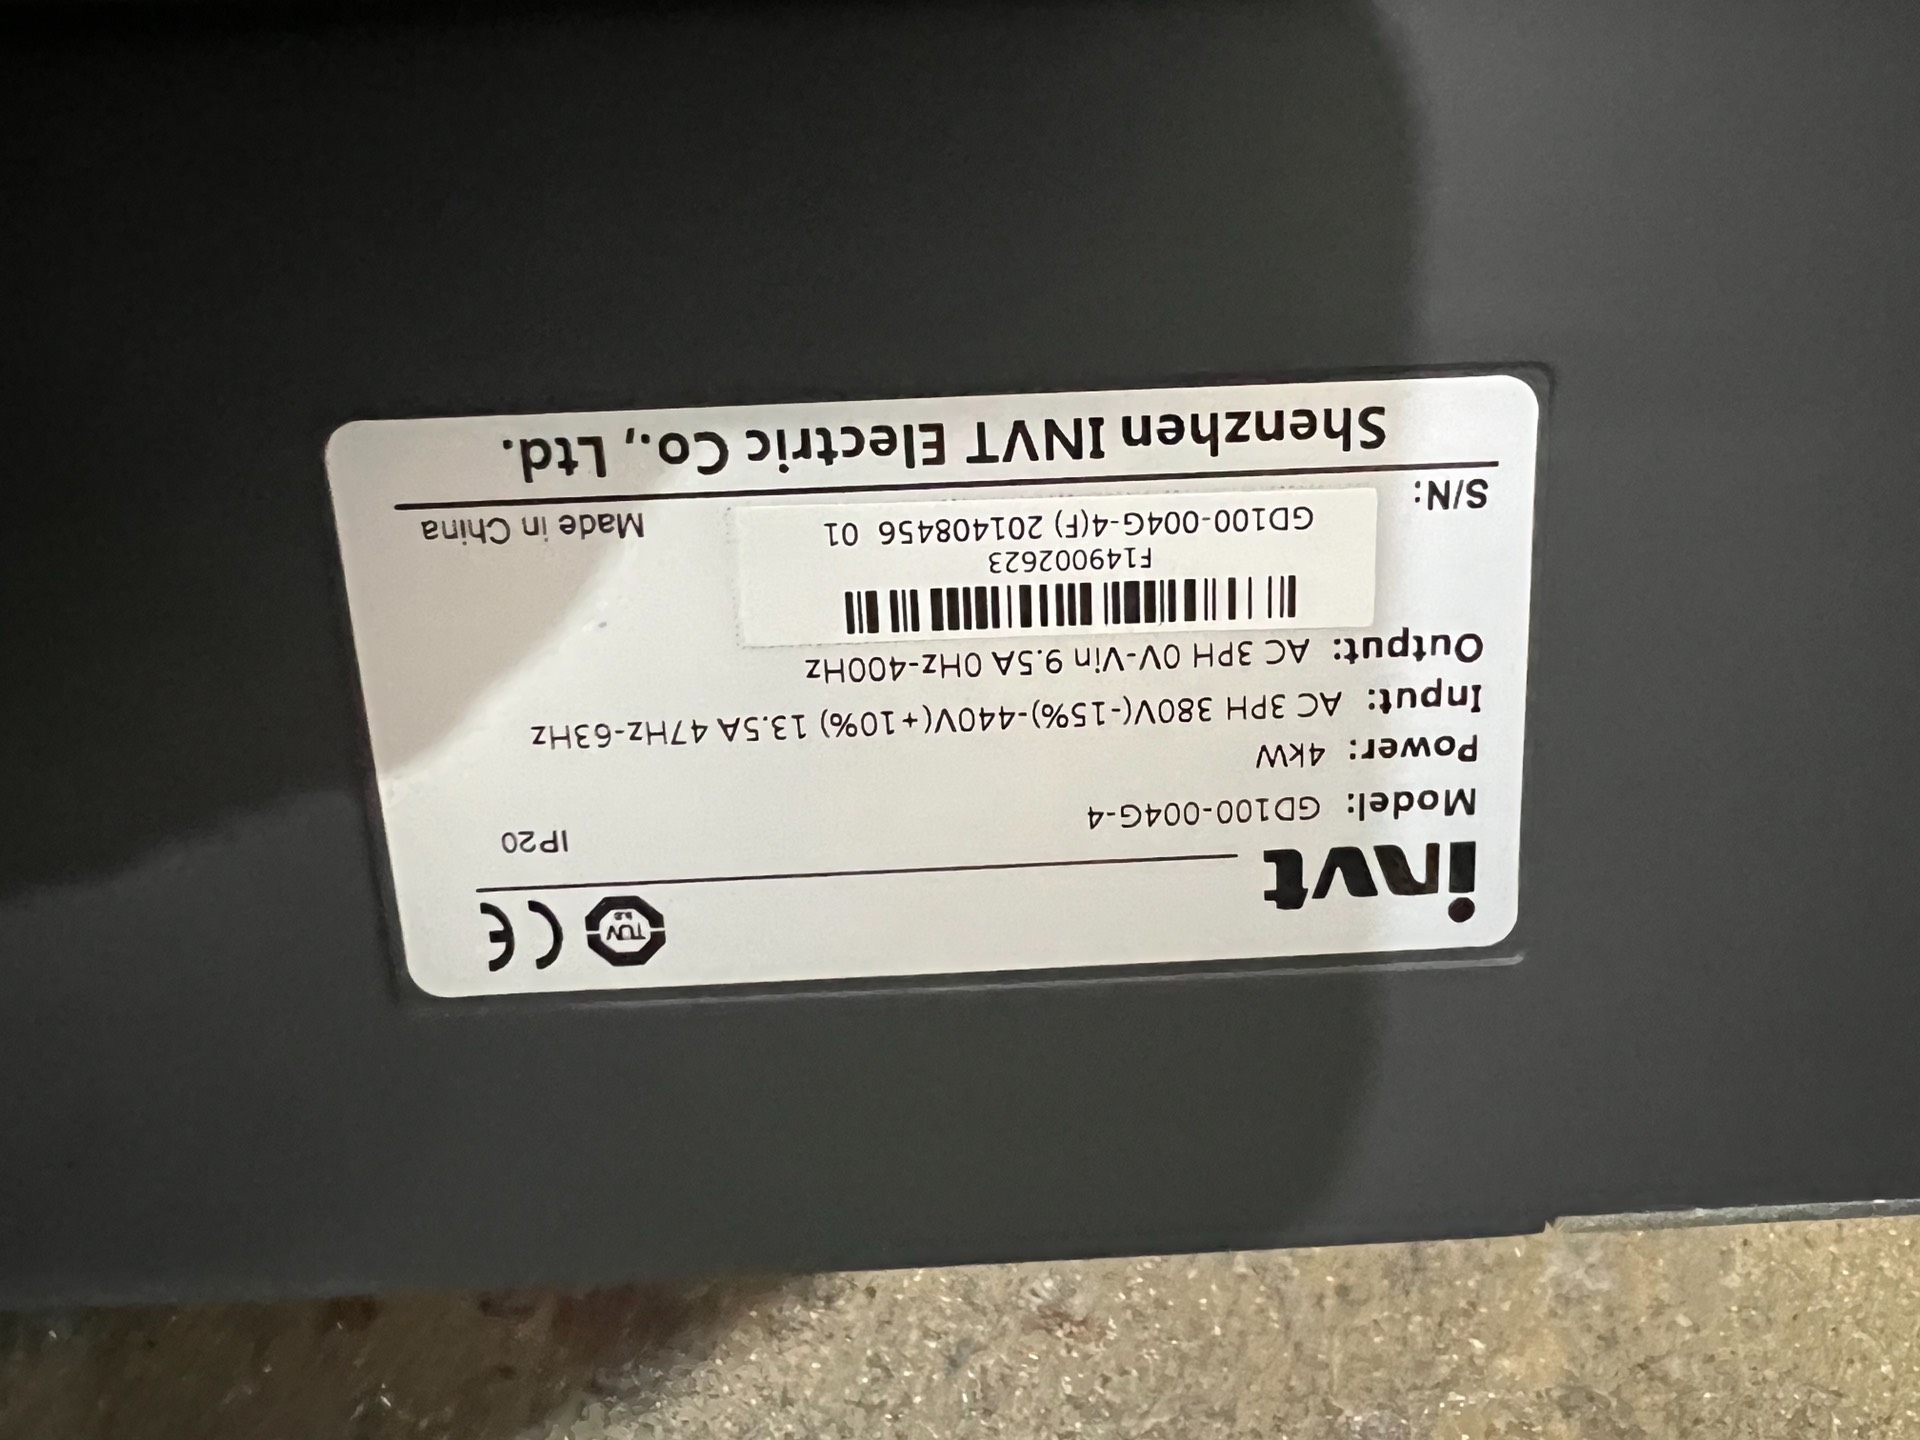 invt
TUV
CE
IP20
Model: GD100-004G-4
Power: 4kW
Input: AC 3PH 380V(-15%)-440V(+10%) 13.5A 47Hz-63Hz
Output: AC 3PH 0V-Vin 9.5A 0Hz-400Hz
F149002623
GD100-004G-4(F) 201408456 01
S/N:
Made in China
Shenzhen INVT Electric Co., Ltd.